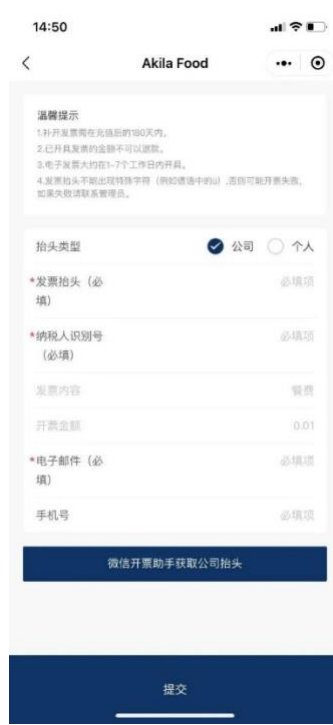 14:50
Akila Food
温馨提示
1.补开发票需在充值后的180天内。
2.已开具发票的金额不可以退款。
3.电子发票大约在1-7个工作日内开具。
4.发票抬头不能出现特殊字符（例如德语中的ü）,否则可能开票失败,
如果失败请联系管理员。
抬头类型 公司 个人
*发票抬头（必 必填项
填）
*纳税人识别号 必填项
（必填）
发票内容 餐费
开票金额 0.01
*电子邮件（必 必填项
填）
手机号 必填项
微信开票助手获取公司抬头
提交